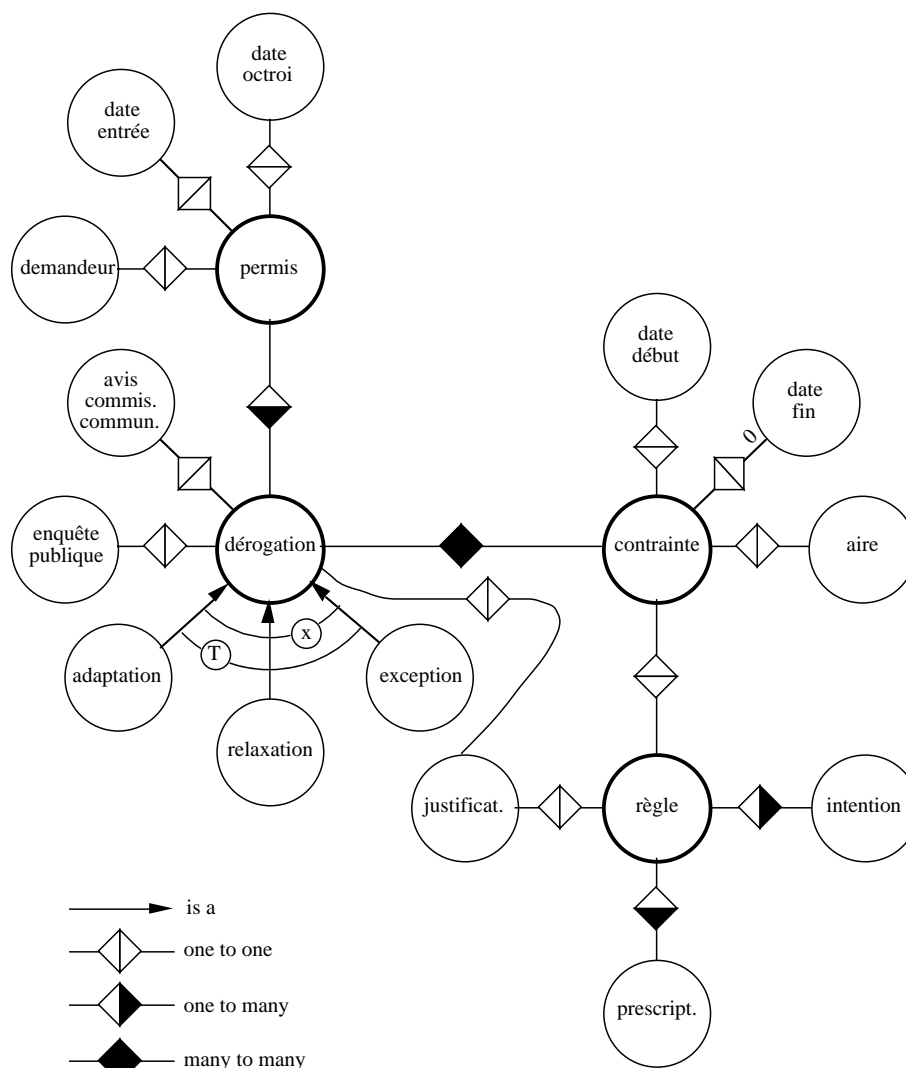 date
octroi
date
entrée
demandeur
permis
date
début
date
fin
0
avis
commis.
commun.
enquête
publique
dérogation
contrainte
aire
x
T
adaptation
exception
relaxation
justificat.
règle
intention
prescript.
is a
one to one
one to many
many to many